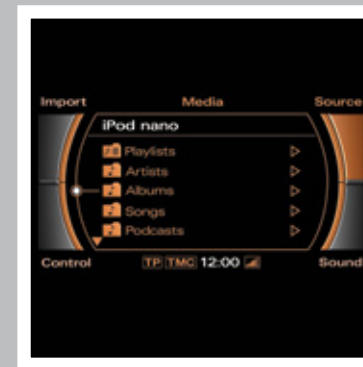 Import Media Source
iPod nano
Playlists
Artists
Albums
Songs
Podcasts
Control TP TMC 12:00 Sound